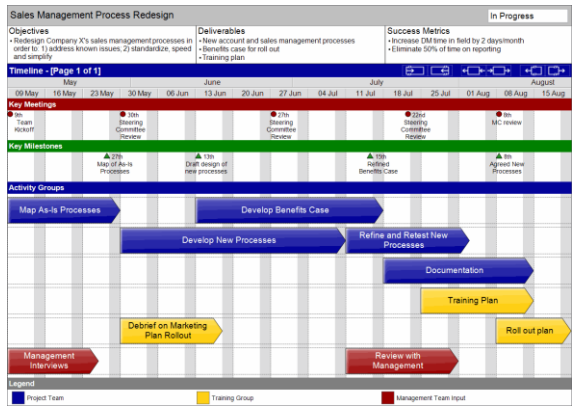 Sales Management Process Redesign
In Progress
Objectives
• Redesign Company X's sales management processes in
order to: 1) address known issues, 2) standardize, speed
and simplify
Deliverables
• New account and sales management processes
• Benefits case for roll out
• Training plan
Success Metrics
• Increase DM time in field by 2 days/month
• Eliminate 50% of time on reporting
Timeline - [Page 1 of 1]
May June July August
09 May 16 May 23 May 30 May 06 Jun 13 Jun 20 Jun 27 Jun 04 Jul 11 Jul 18 Jul 25 Jul 01 Aug 08 Aug 15 Aug
Key Meetings
9th
Team
Kickoff
30th
Steering
Committee
Review
27th
Steering
Committee
Review
22nd
Steering
Committee
Review
8th
MC review
Key Milestones
27th
Map of As-Is
Processes
13th
Draft design of
new processes
15th
Refined
Benefits Case
8th
Agreed New
Processes
Activity Groups
Map As-Is Processes
Develop Benefits Case
Develop New Processes
Refine and Retest New
Processes
Documentation
Training Plan
Debrief on Marketing
Plan Rollout
Roll out plan
Management
Interviews
Review with
Management
Legend
Project Team
Training Group
Management Team Input